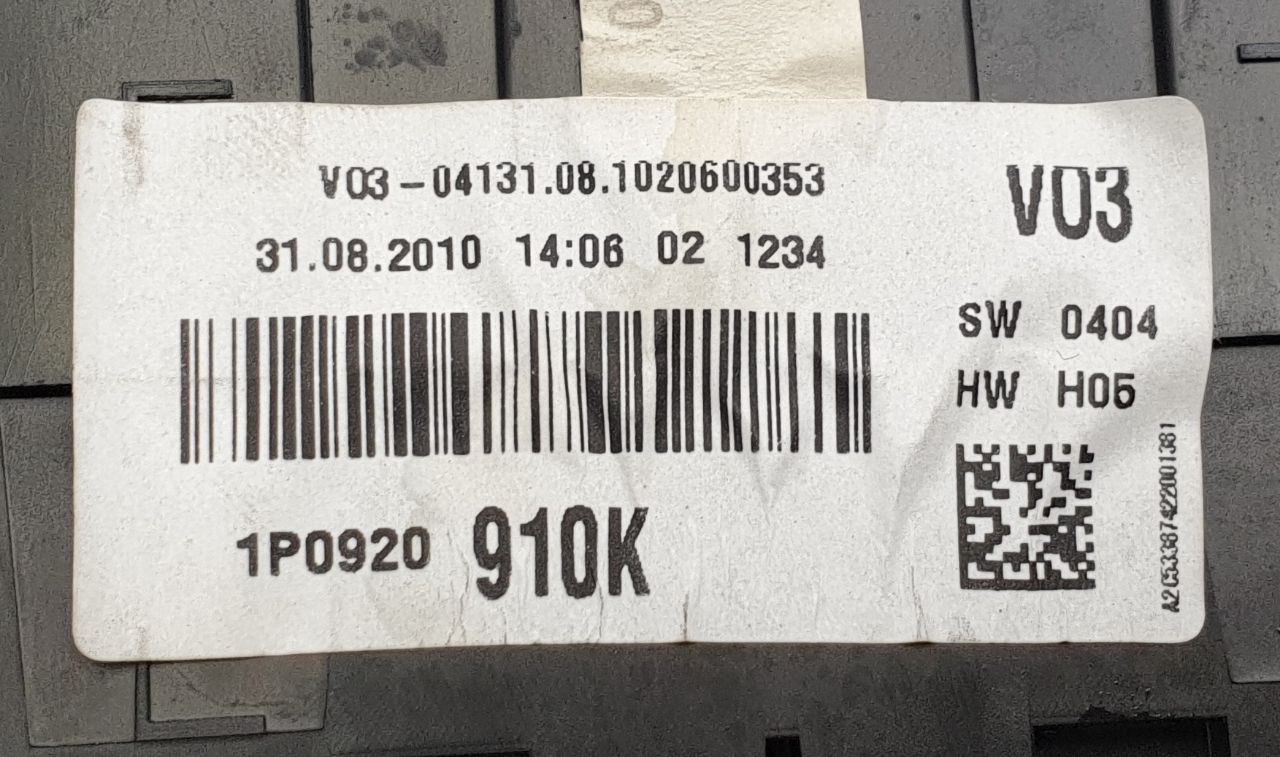 V03-04131.08.1020600353
31.08.2010 14:06 02 1234
V03
SW 0404
HW H05
1P0920 910K
A2C53387422001381